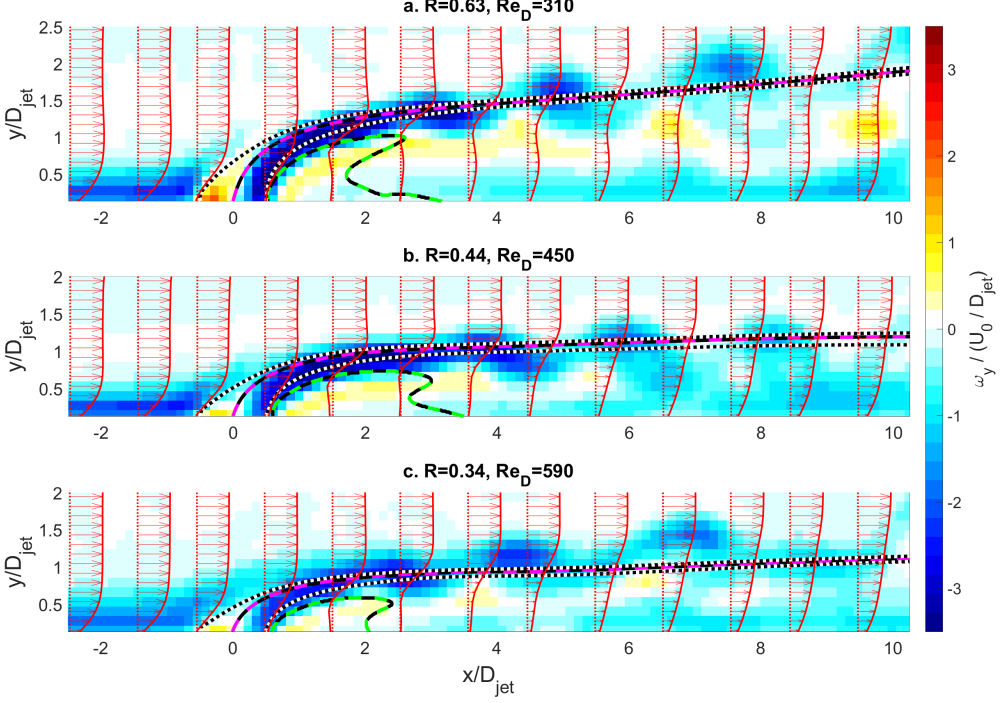 a. R=0.63, Re_D=310
2.5
2
1.5
1
0.5
y/D_jet
-2 0 2 4 6 8 10
b. R=0.44, Re_D=450
2
1.5
1
0.5
y/D_jet
-2 0 2 4 6 8 10
c. R=0.34, Re_D=590
2
1.5
1
0.5
y/D_jet
-2 0 2 4 6 8 10
x/D_jet
3
2
1
0
-1
-2
-3
ω_y / (U_0 / D_jet)